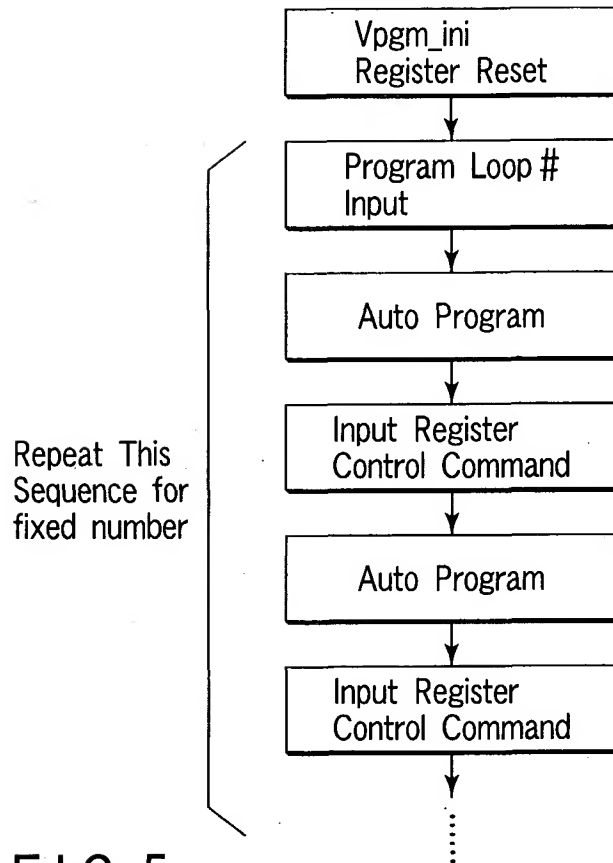 Vpgm_ini
Register Reset
Program Loop #
Input
Auto Program
Input Register
Control Command
Repeat This
Sequence for
fixed number
Auto Program
Input Register
Control Command
FIG. 5